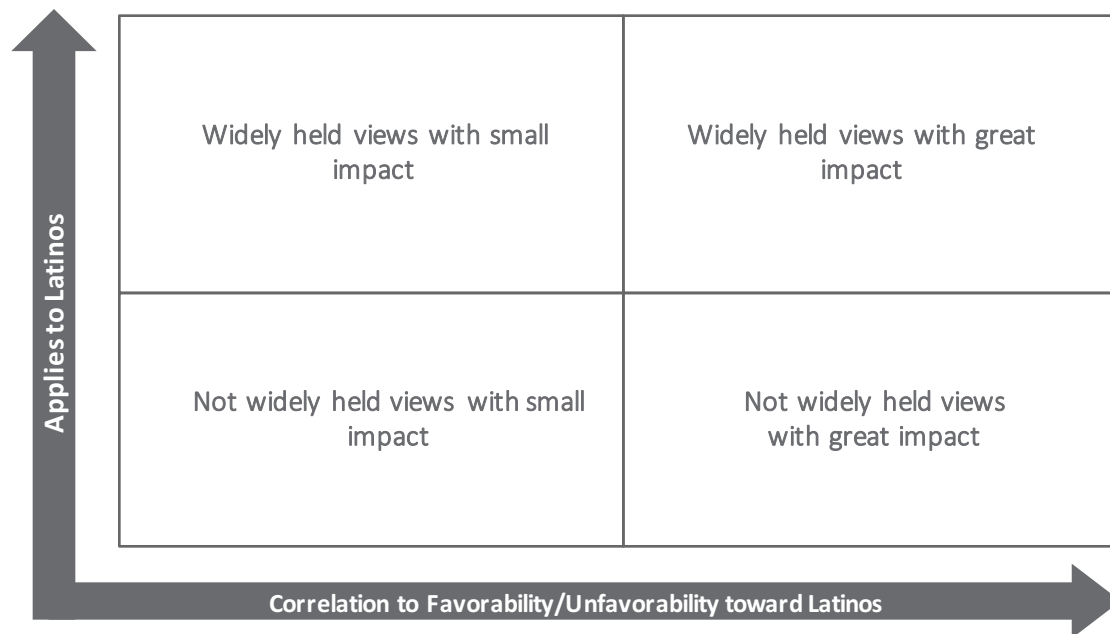 Widely held views with small
impact
Widely held views with great
impact
Applies to Latinos
Not widely held views with small
impact
Not widely held views
with great impact
Correlation to Favorability/Unfavorability toward Latinos